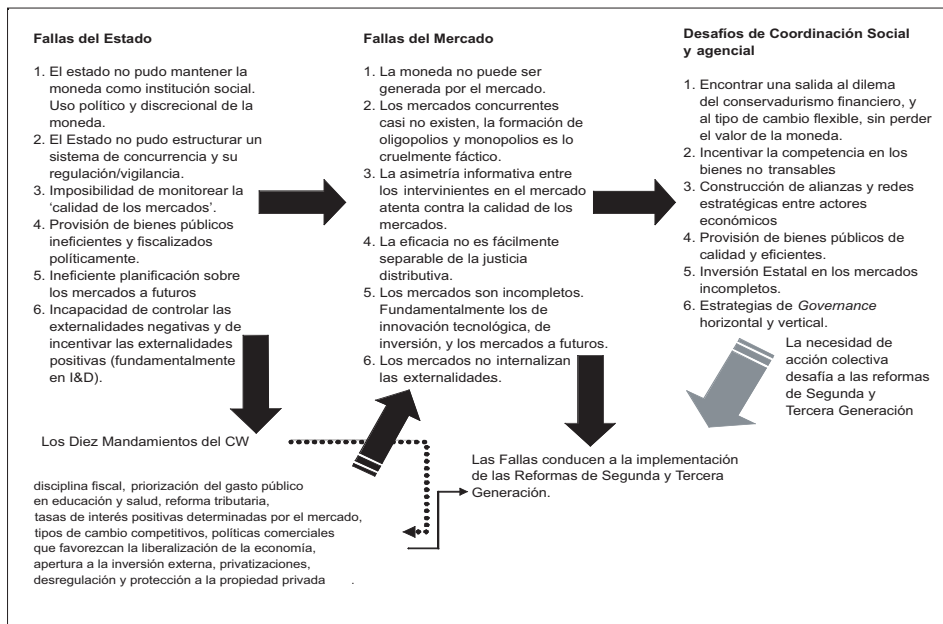 Fallas del Estado
1. El estado no pudo mantener la
moneda como institución social.
Uso político y discrecional de la
moneda.
2. El Estado no pudo estructurar un
sistema de concurrencia y su
regulación/vigilancia.
3. Imposibilidad de monitorear la
‘calidad de los mercados’.
4. Provisión de bienes públicos
ineficientes y fiscalizados
políticamente.
5. Ineficiente planificación sobre
los mercados a futuros
6. Incapacidad de controlar las
externalidades negativas y de
incentivar las externalidades
positivas (fundamentalmente
en I&D).
Fallas del Mercado
1. La moneda no puede ser
generada por el mercado.
2. Los mercados concurrentes
casi no existen, la formación de
oligopolios y monopolios es lo
cruelmente fáctico.
3. La asimetría informativa entre
los intervinientes en el mercado
atenta contra la calidad de los
mercados.
4. La eficacia no es fácilmente
separable de la justicia
distributiva.
5. Los mercados son incompletos.
Fundamentalmente los de
innovación tecnológica, de
inversión, y los mercados a futuros.
6. Los mercados no internalizan
las externalidades.
Desafíos de Coordinación Social
y agencial
1. Encontrar una salida al dilema
del conservadurismo financiero, y
al tipo de cambio flexible, sin perder
el valor de la moneda.
2. Incentivar la competencia en los
bienes no transables
3. Construcción de alianzas y redes
estratégicas entre actores
económicos
4. Provisión de bienes públicos de
calidad y eficientes.
5. Inversión Estatal en los mercados
incompletos.
6. Estrategias de Governance
horizontal y vertical.
La necesidad de
acción colectiva
desafía a las reformas
de Segunda y
Tercera Generación
Los Diez Mandamientos del CW
disciplina fiscal, priorización del gasto público
en educación y salud, reforma tributaria,
tasas de interés positivas determinadas por el mercado,
tipos de cambio competitivos, políticas comerciales
que favorezcan la liberalización de la economía,
apertura a la inversión externa, privatizaciones,
desregulación y protección a la propiedad privada .
Las Fallas conducen a la implementación
de las Reformas de Segunda y Tercera
Generación.